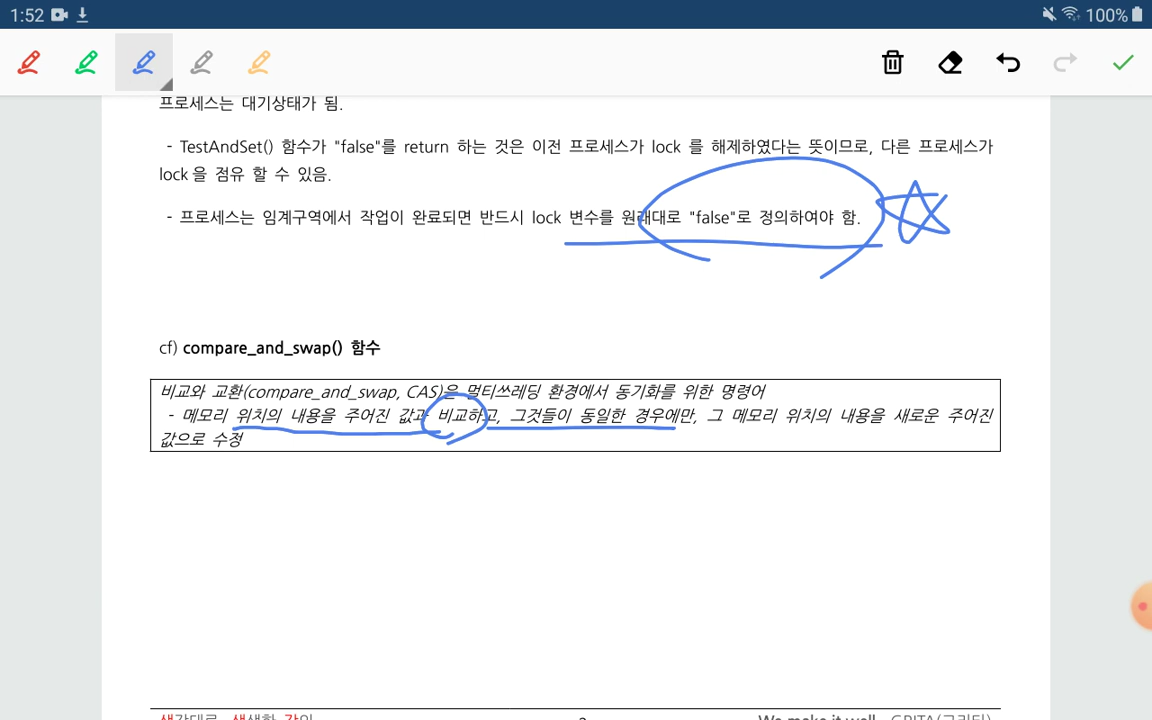 1:52 100%
프로세스는 대기상태가 됨.
- TestAndSet() 함수가 "false"를 return 하는 것은 이전 프로세스가 lock 를 해제하였다는 뜻이므로, 다른 프로세스가
lock을 점유 할 수 있음.
- 프로세스는 임계구역에서 작업이 완료되면 반드시 lock 변수를 원래대로 "false"로 정의하여야 함.
cf) compare_and_swap() 함수
비교와 교환(compare_and_swap, CAS)은 멀티쓰레딩 환경에서 동기화를 위한 명령어
- 메모리 위치의 내용을 주어진 값과 비교하고, 그것들이 동일한 경우에만, 그 메모리 위치의 내용을 새로운 주어진
값으로 수정